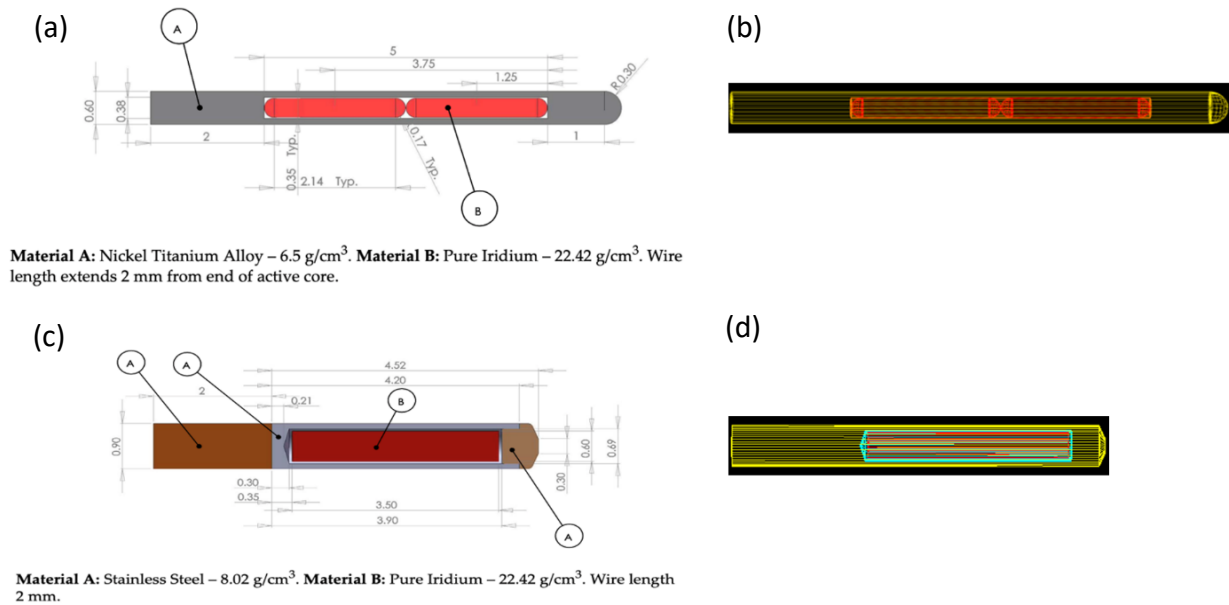 (a)
A
5
3.75
1.25
R0.30
0.60
0.38
2
1
0.35 Typ.
0.17 Typ.
2.14 Typ.
B
Material A: Nickel Titanium Alloy – 6.5 g/cm³. Material B: Pure Iridium – 22.42 g/cm³. Wire
length extends 2 mm from end of active core.
(b)
(c)
A
A
4.52
4.20
2
0.21
B
0.90
0.30
0.60
0.69
0.30
0.35
3.50
3.90
A
Material A: Stainless Steel – 8.02 g/cm³. Material B: Pure Iridium – 22.42 g/cm³. Wire length
2 mm.
(d)